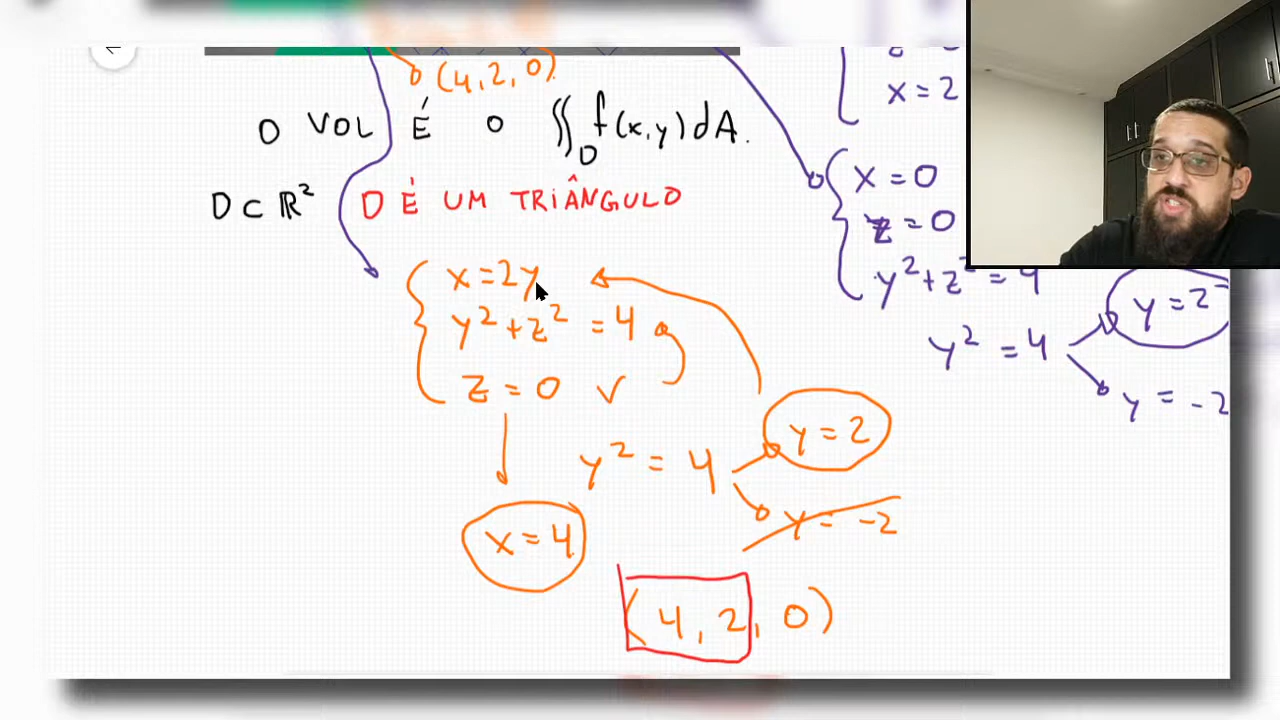 (4,2,0)
O VOL É O ∬_D f(x,y)dA.
D ⊂ ℝ² D É UM TRIÂNGULO
x=2y
y²+z²=4
z=0 √
y²=4
y=2
y=-2
x=4
(4,2,0)
x=2
x=0
z=0
y²+z²=4
y²=4
y=2
y=-2